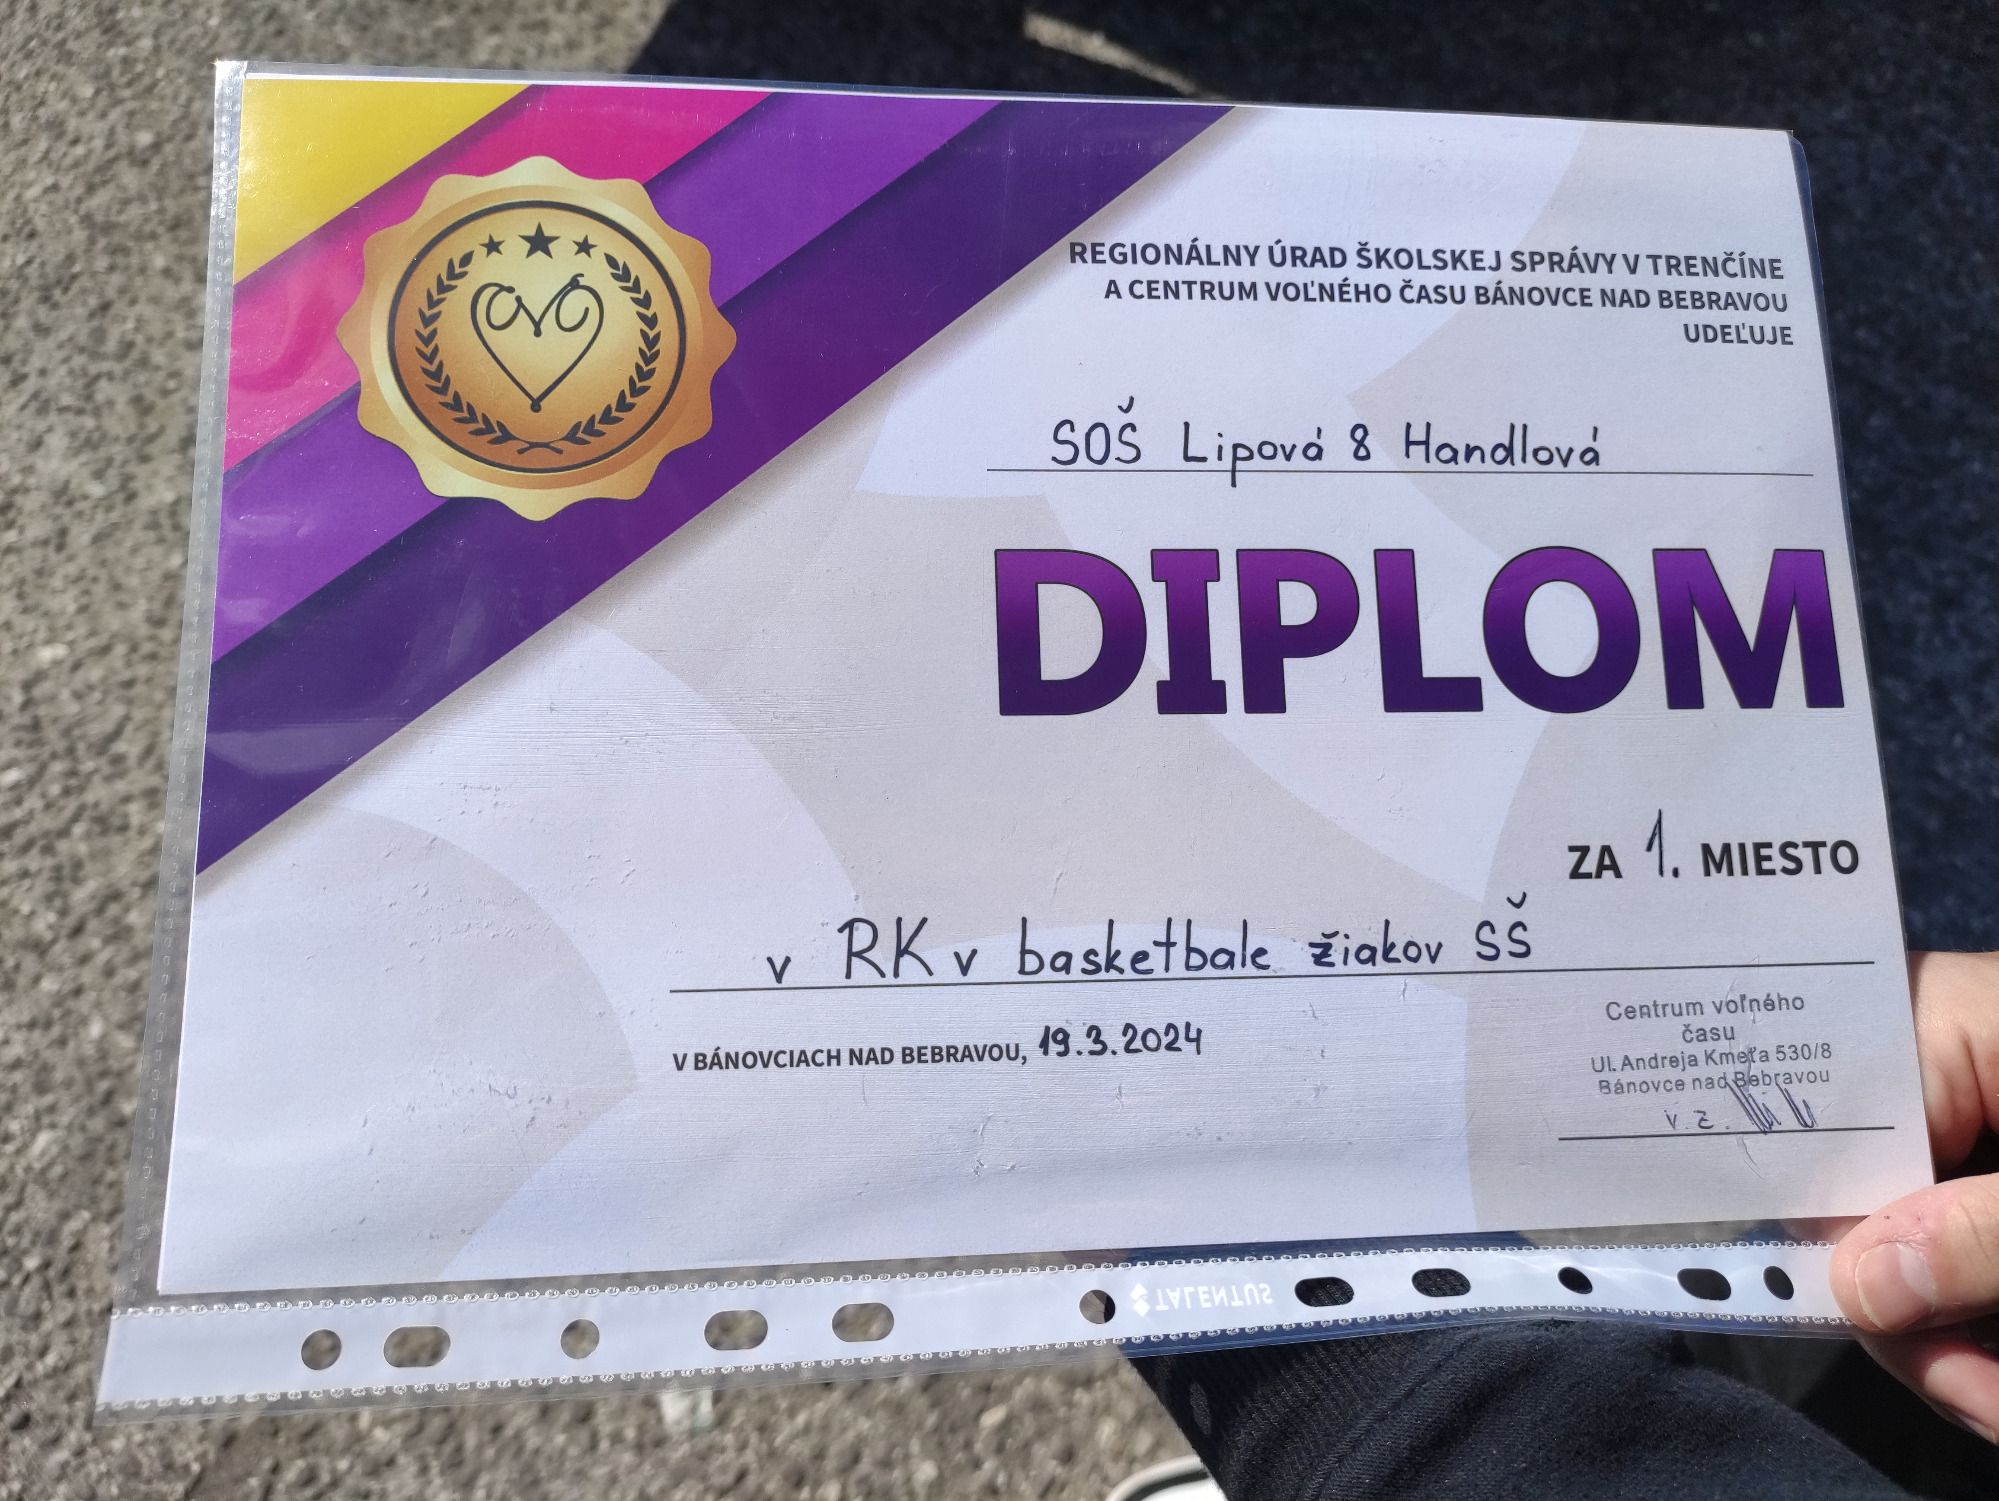 REGIONÁLNY ÚRAD ŠKOLSKEJ SPRÁVY V TRENČÍNE
A CENTRUM VOĽNÉHO ČASU BÁNOVCE NAD BEBRAVOU
UDEĽUJE
cvč
SOŠ Lipová 8 Handlová
DIPLOM
ZA 1. MIESTO
v RK v basketbale žiakov SŠ
V BÁNOVCIACH NAD BEBRAVOU, 19.3.2024
Centrum voľného
času
Ul. Andreja Kmeťa 530/8
Bánovce nad Bebravou
v. z.
TALENTUS